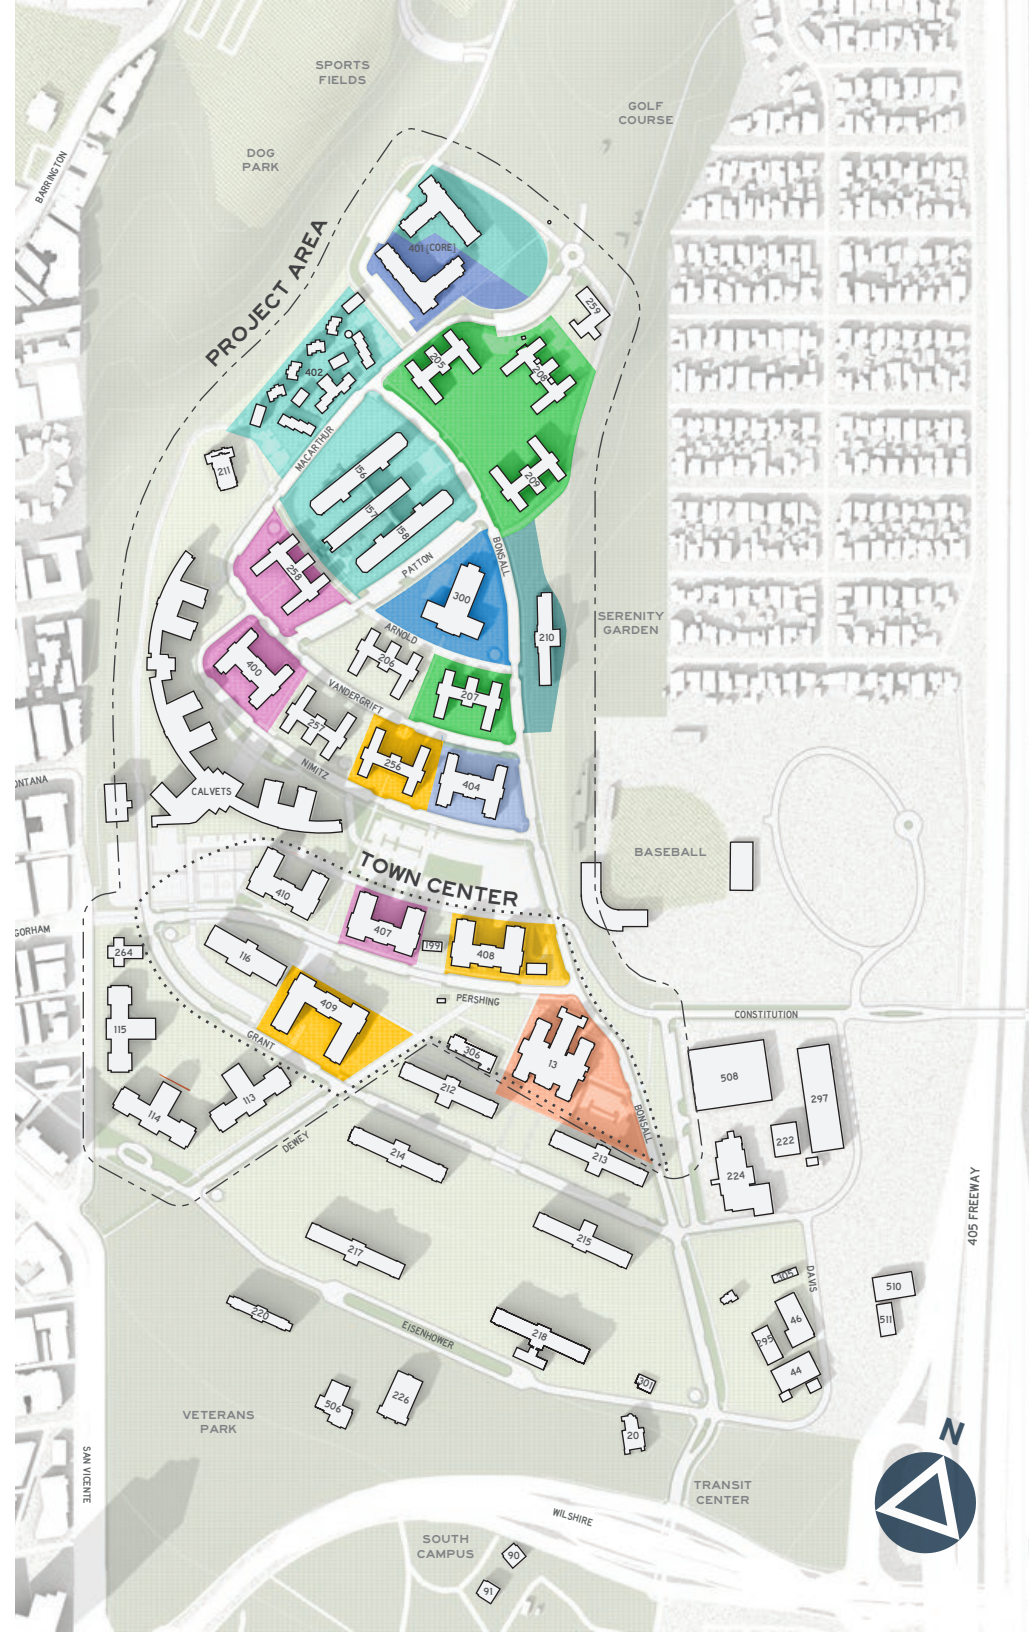 SPORTS
FIELDS
GOLF
COURSE
DOG
PARK
BARRINGTON
PROJECT AREA
401 (CORE)
259
205
208
402
MACARTHUR
211
156
157
158
209
PATTON
BONSALL
258
300
ARNOLD
210
SERENITY
GARDEN
206
400
VANDERGRIFT
207
257
256
NIMITZ
404
CALVETS
ONTANA
BASEBALL
TOWN CENTER
410
407
199
408
GORHAM
264
116
409
PERSHING
CONSTITUTION
115
GRANT
306
13
508
297
212
113
114
BONSALL
222
DEWEY
214
213
224
405 FREEWAY
217
215
DAVIS
305
510
220
EISENHOWER
218
46
511
295
44
301
506
226
VETERANS
PARK
20
N
SAN VICENTE
TRANSIT
CENTER
WILSHIRE
SOUTH
CAMPUS
90
91